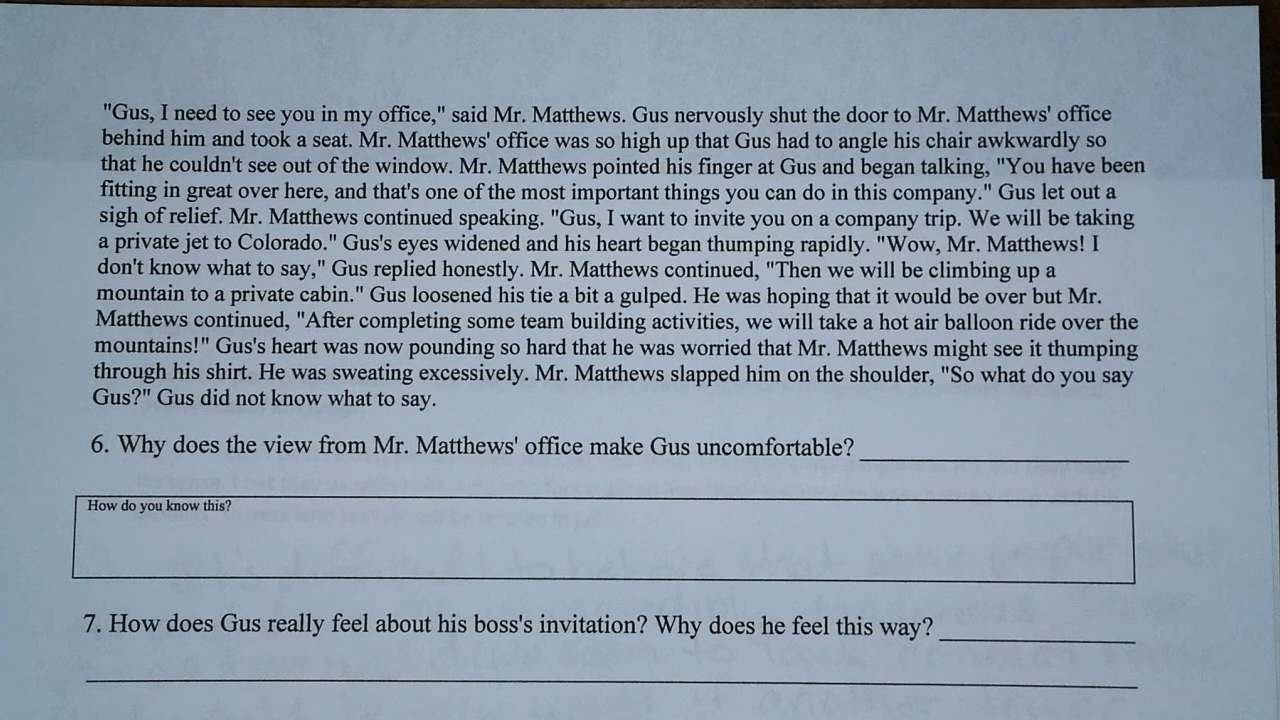 "Gus, I need to see you in my office," said Mr. Matthews. Gus nervously shut the door to Mr. Matthews' office
behind him and took a seat. Mr. Matthews' office was so high up that Gus had to angle his chair awkwardly so
that he couldn't see out of the window. Mr. Matthews pointed his finger at Gus and began talking, "You have been
fitting in great over here, and that's one of the most important things you can do in this company." Gus let out a
sigh of relief. Mr. Matthews continued speaking. "Gus, I want to invite you on a company trip. We will be taking
a private jet to Colorado." Gus's eyes widened and his heart began thumping rapidly. "Wow, Mr. Matthews! I
don't know what to say," Gus replied honestly. Mr. Matthews continued, "Then we will be climbing up a
mountain to a private cabin." Gus loosened his tie a bit a gulped. He was hoping that it would be over but Mr.
Matthews continued, "After completing some team building activities, we will take a hot air balloon ride over the
mountains!" Gus's heart was now pounding so hard that he was worried that Mr. Matthews might see it thumping
through his shirt. He was sweating excessively. Mr. Matthews slapped him on the shoulder, "So what do you say
Gus?" Gus did not know what to say.
6. Why does the view from Mr. Matthews' office make Gus uncomfortable?
How do you know this?
7. How does Gus really feel about his boss's invitation? Why does he feel this way?